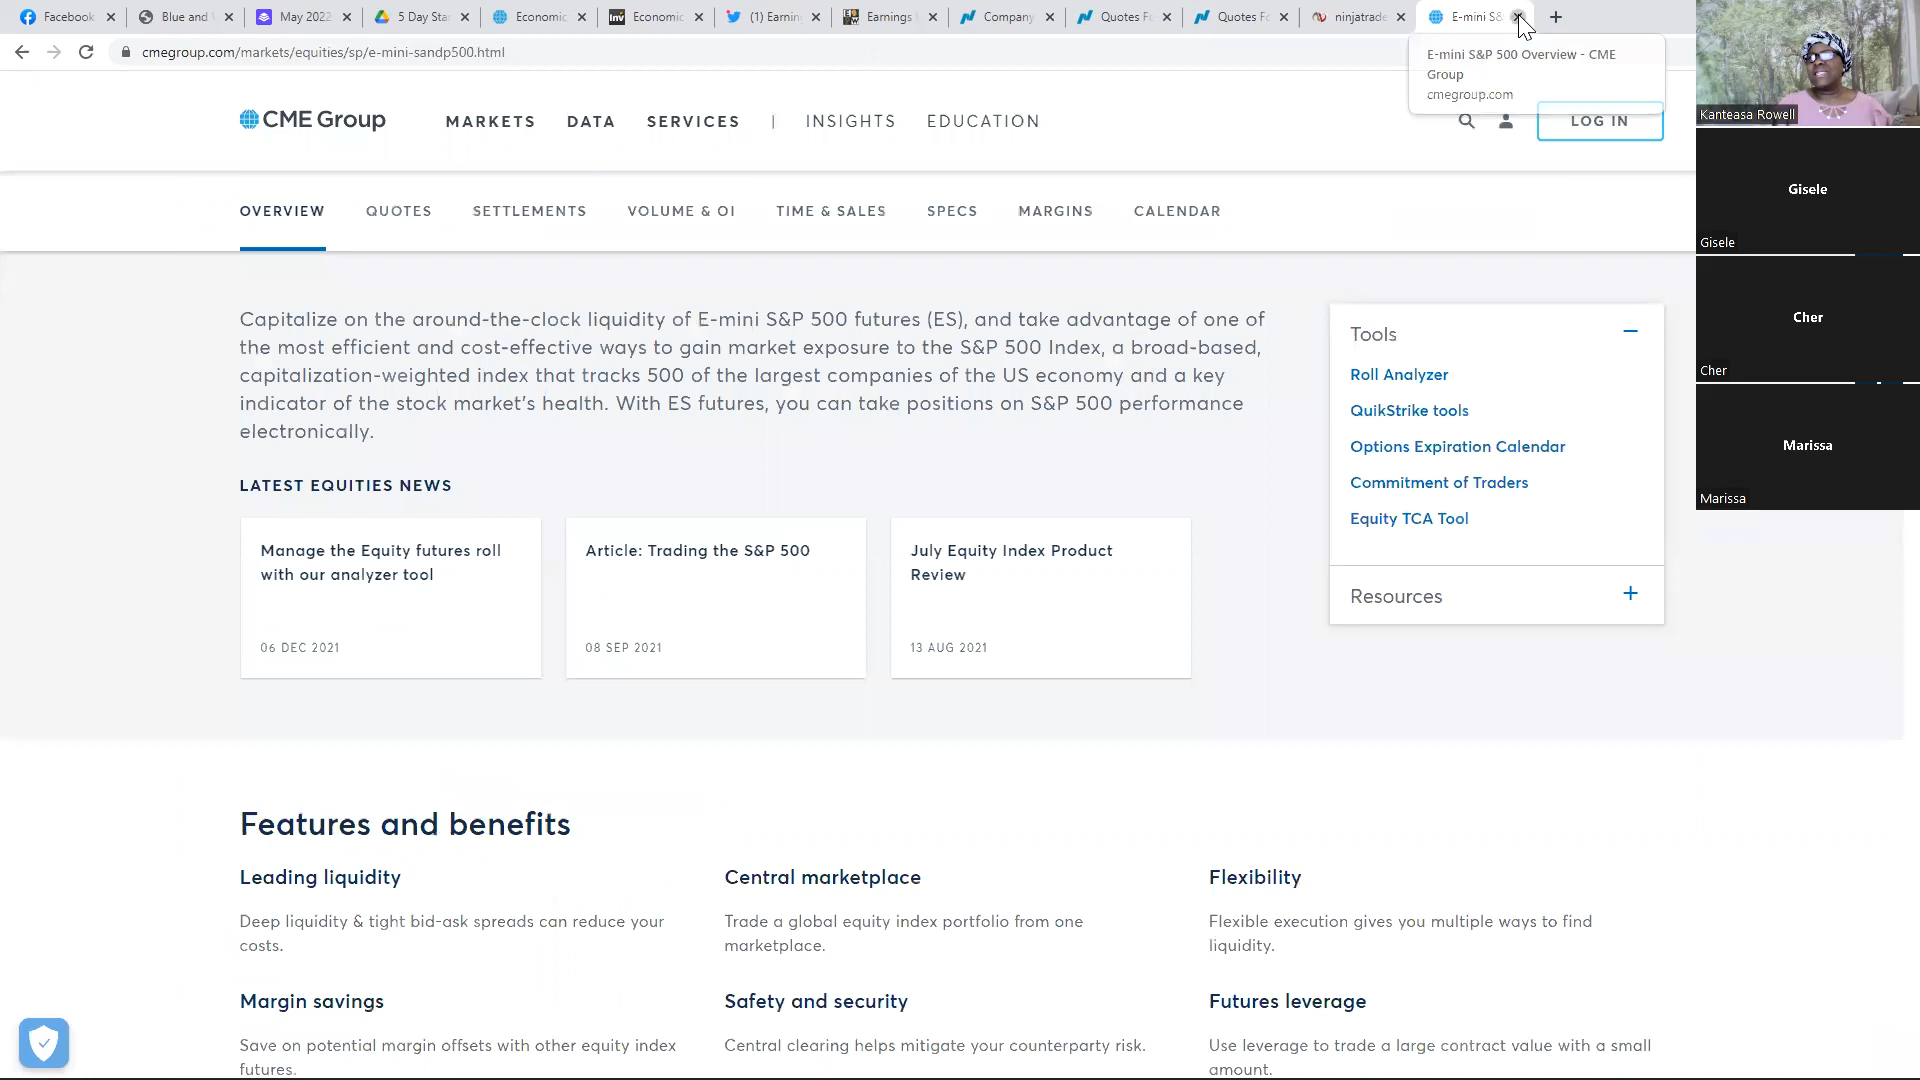 Facebook
Blue and
May 2022
5 Day Star
Economic
Economic
(1) Earnin
Earnings
Company
Quotes Fo
Quotes Fo
ninjatrade
E-mini S&
cmegroup.com/markets/equities/sp/e-mini-sandp500.html
E-mini S&P 500 Overview - CME
Group
cmegroup.com
CME Group
MARKETS
DATA
SERVICES
|
INSIGHTS
EDUCATION
LOG IN
OVERVIEW
QUOTES
SETTLEMENTS
VOLUME & OI
TIME & SALES
SPECS
MARGINS
CALENDAR
Capitalize on the around-the-clock liquidity of E-mini S&P 500 futures (ES), and take advantage of one of
the most efficient and cost-effective ways to gain market exposure to the S&P 500 Index, a broad-based,
capitalization-weighted index that tracks 500 of the largest companies of the US economy and a key
indicator of the stock market's health. With ES futures, you can take positions on S&P 500 performance
electronically.
LATEST EQUITIES NEWS
Manage the Equity futures roll
with our analyzer tool
06 DEC 2021
Article: Trading the S&P 500
08 SEP 2021
July Equity Index Product
Review
13 AUG 2021
Tools
Roll Analyzer
QuikStrike tools
Options Expiration Calendar
Commitment of Traders
Equity TCA Tool
Resources
Features and benefits
Leading liquidity
Deep liquidity & tight bid-ask spreads can reduce your
costs.
Central marketplace
Trade a global equity index portfolio from one
marketplace.
Flexibility
Flexible execution gives you multiple ways to find
liquidity.
Margin savings
Save on potential margin offsets with other equity index
futures.
Safety and security
Central clearing helps mitigate your counterparty risk.
Futures leverage
Use leverage to trade a large contract value with a small
amount.
Kanteasa Rowell
Gisele
Gisele
Cher
Cher
Marissa
Marissa